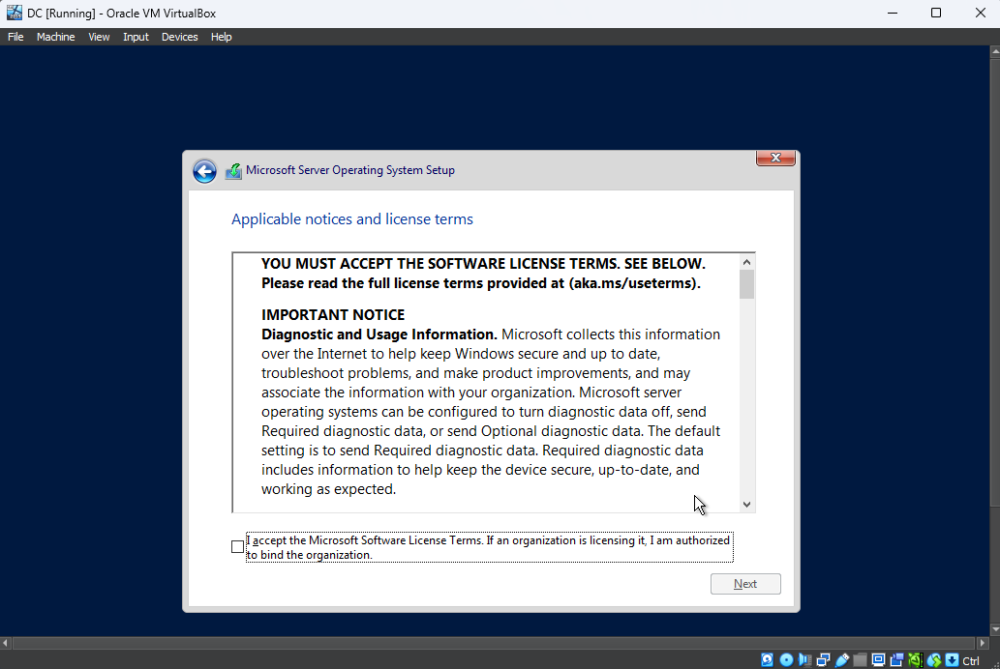 DC [Running] - Oracle VM VirtualBox
File Machine View Input Devices Help
Microsoft Server Operating System Setup
Applicable notices and license terms
YOU MUST ACCEPT THE SOFTWARE LICENSE TERMS. SEE BELOW.
Please read the full license terms provided at (aka.ms/useterms).
IMPORTANT NOTICE
Diagnostic and Usage Information. Microsoft collects this information
over the Internet to help keep Windows secure and up to date,
troubleshoot problems, and make product improvements, and may
associate the information with your organization. Microsoft server
operating systems can be configured to turn diagnostic data off, send
Required diagnostic data, or send Optional diagnostic data. The default
setting is to send Required diagnostic data. Required diagnostic data
includes information to help keep the device secure, up-to-date, and
working as expected.
I accept the Microsoft Software License Terms. If an organization is licensing it, I am authorized
to bind the organization.
Next
Ctrl